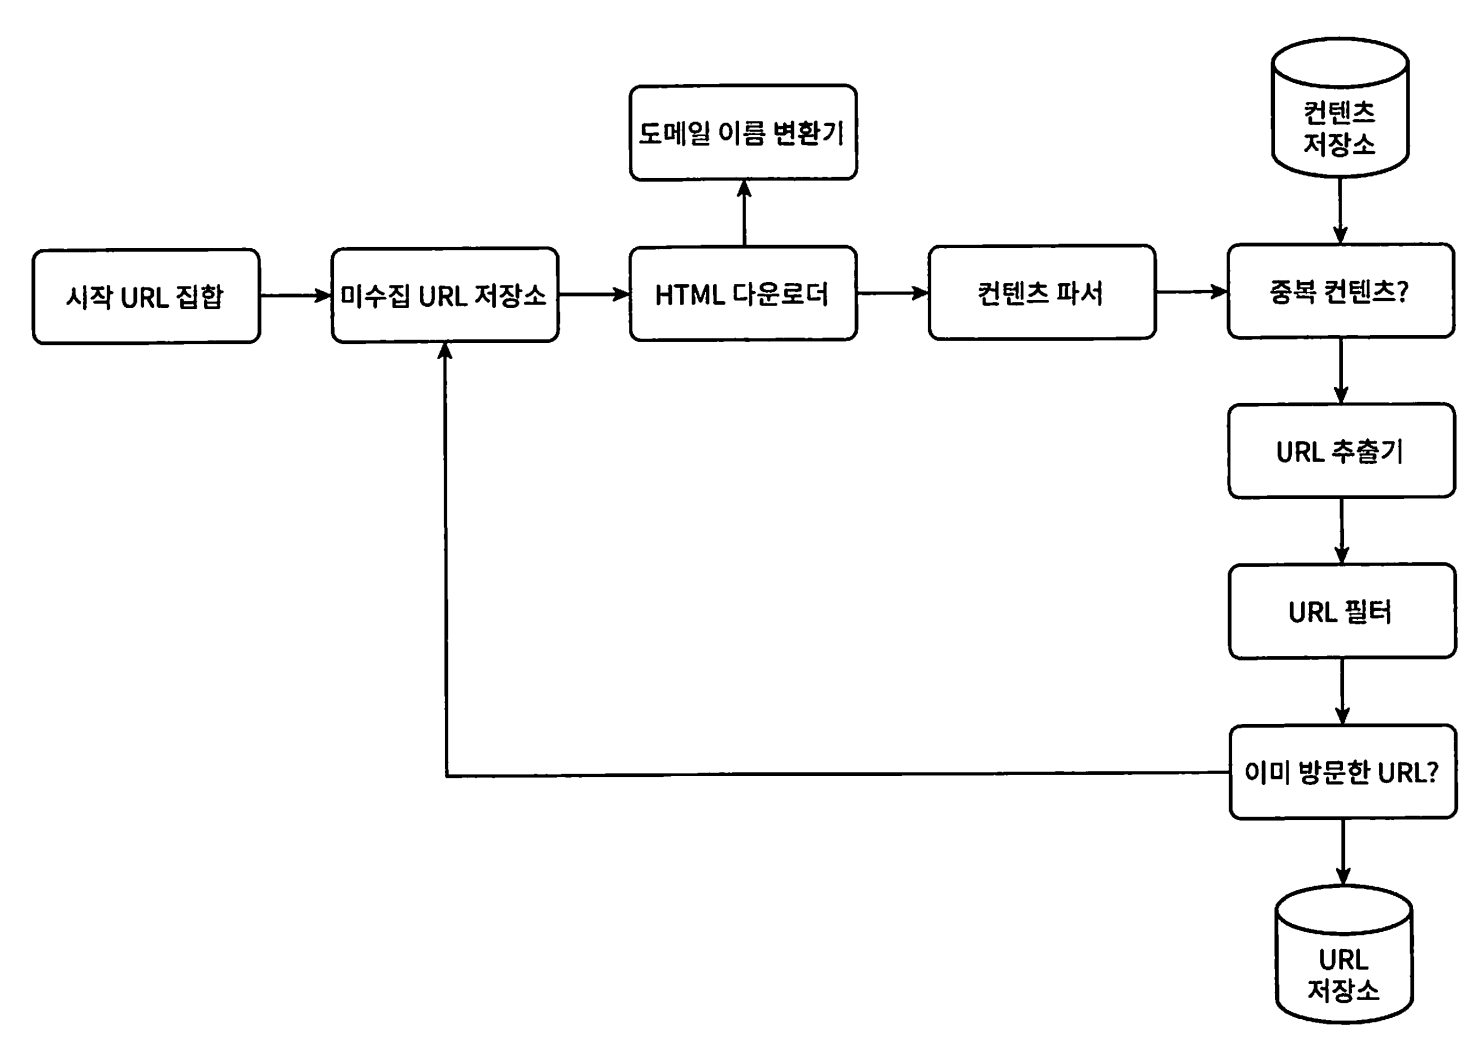 컨텐츠
저장소
도메일 이름 변환기
시작 URL 집합
미수집 URL 저장소
HTML 다운로더
컨텐츠 파서
중복 컨텐츠?
URL 추출기
URL 필터
이미 방문한 URL?
URL
저장소